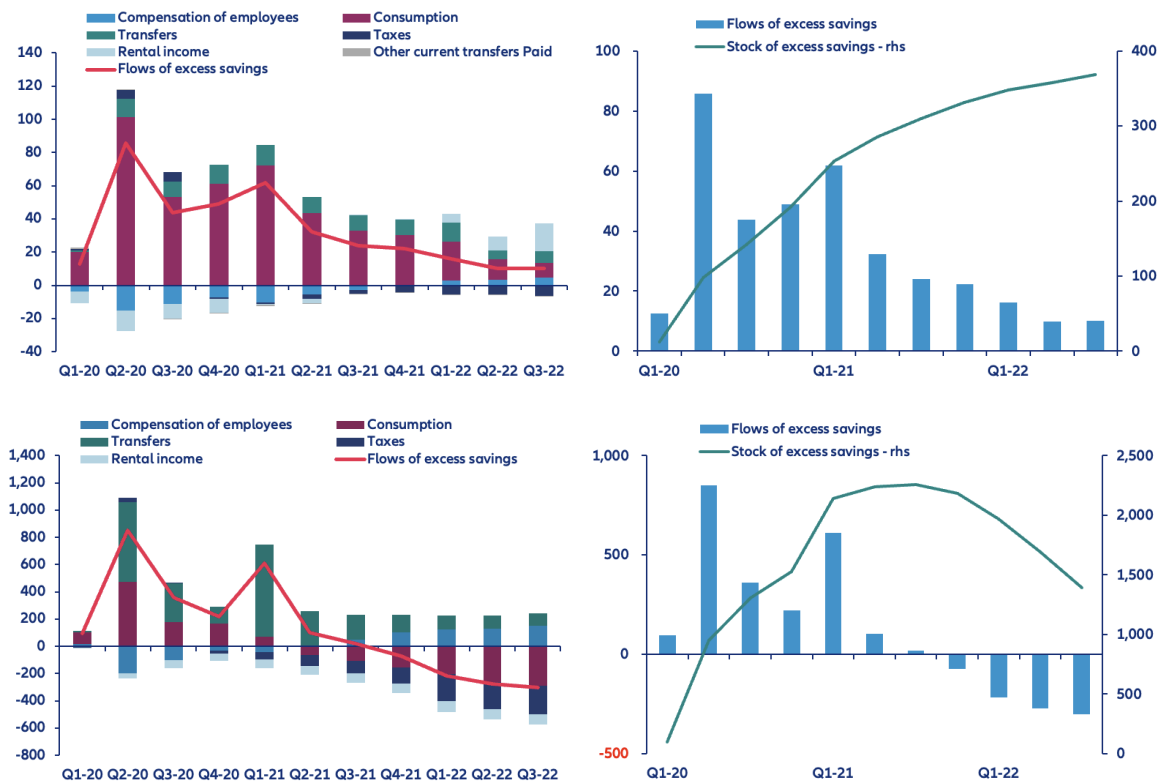 Compensation of employees Consumption
Transfers Taxes
Rental income Other current transfers Paid
Flows of excess savings
140
120
100
80
60
40
20
0
-20
-40
Q1-20 Q2-20 Q3-20 Q4-20 Q1-21 Q2-21 Q3-21 Q4-21 Q1-22 Q2-22 Q3-22
Flows of excess savings
Stock of excess savings - rhs
100
80
60
40
20
0
400
300
200
100
0
Q1-20 Q1-21 Q1-22
Compensation of employees Consumption
Transfers Taxes
Rental income Flows of excess savings
1,400
1,200
1,000
800
600
400
200
0
-200
-400
-600
-800
Q1-20 Q2-20 Q3-20 Q4-20 Q1-21 Q2-21 Q3-21 Q4-21 Q1-22 Q2-22 Q3-22
Flows of excess savings
Stock of excess savings - rhs
1,000
500
0
-500
2,500
2,000
1,500
1,000
500
0
Q1-20 Q1-21 Q1-22